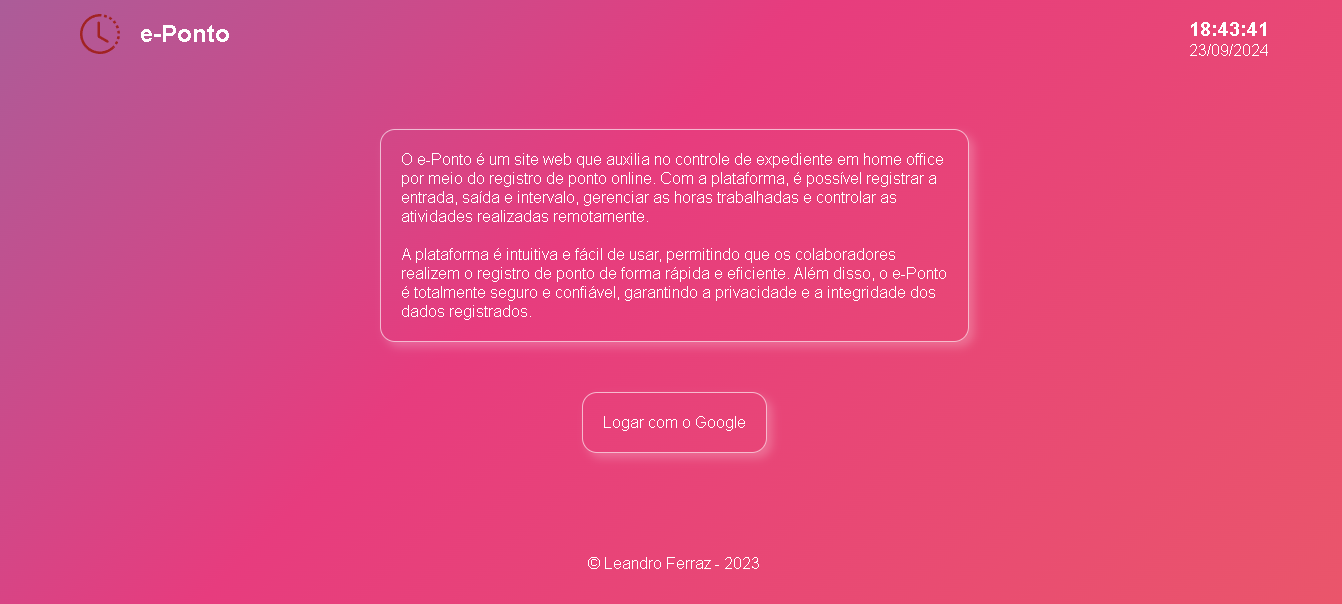 e-Ponto
18:43:41
23/09/2024
O e-Ponto é um site web que auxilia no controle de expediente em home office
por meio do registro de ponto online. Com a plataforma, é possível registrar a
entrada, saída e intervalo, gerenciar as horas trabalhadas e controlar as
atividades realizadas remotamente.
A plataforma é intuitiva e fácil de usar, permitindo que os colaboradores
realizem o registro de ponto de forma rápida e eficiente. Além disso, o e-Ponto
é totalmente seguro e confiável, garantindo a privacidade e a integridade dos
dados registrados.
Logar com o Google
© Leandro Ferraz - 2023